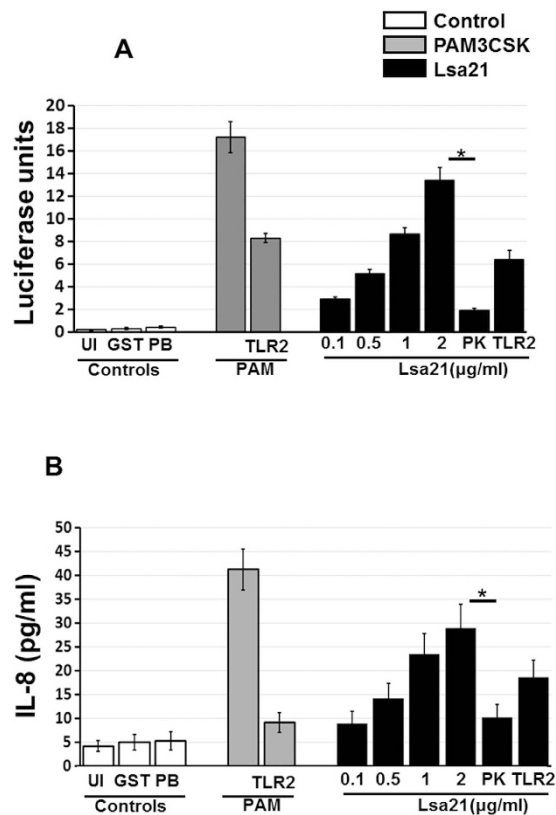 Control
PAM3CSK
Lsa21
A
Luciferase units
20
18
16
14
12
10
8
6
4
2
0
*
UI GST PB TLR2 0.1 0.5 1 2 PK TLR2
Controls PAM Lsa21(µg/ml)
B
IL-8 (pg/ml)
50
45
40
35
30
25
20
15
10
5
0
*
UI GST PB TLR2 0.1 0.5 1 2 PK TLR2
Controls PAM Lsa21(µg/ml)